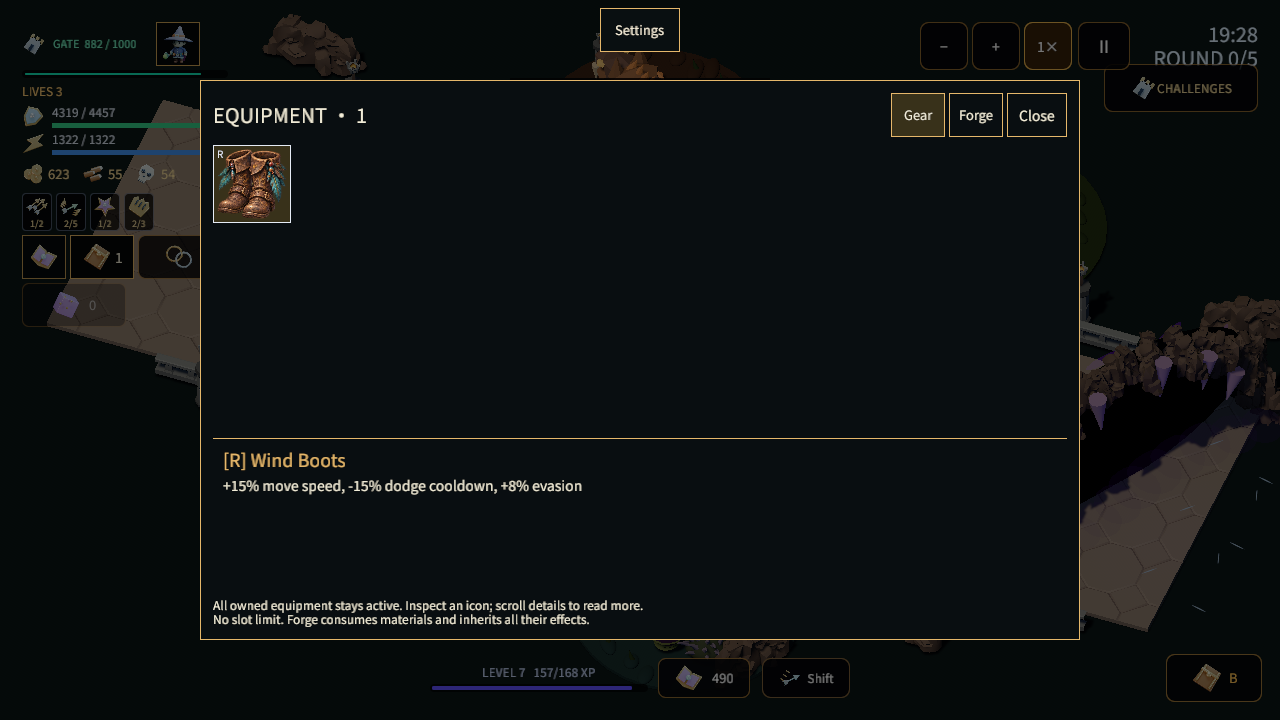 Settings
GATE 882 / 1000
− + 1× II
19:28
ROUND 0/5
CHALLENGES
LIVES 3
4319 / 4457
1322 / 1322
623 55 54
1/2 2/5 1/2 2/3
1
0
EQUIPMENT • 1
Gear Forge Close
R
[R] Wind Boots
+15% move speed, -15% dodge cooldown, +8% evasion
All owned equipment stays active. Inspect an icon; scroll details to read more.
No slot limit. Forge consumes materials and inherits all their effects.
LEVEL 7 157/168 XP
490
Shift
B